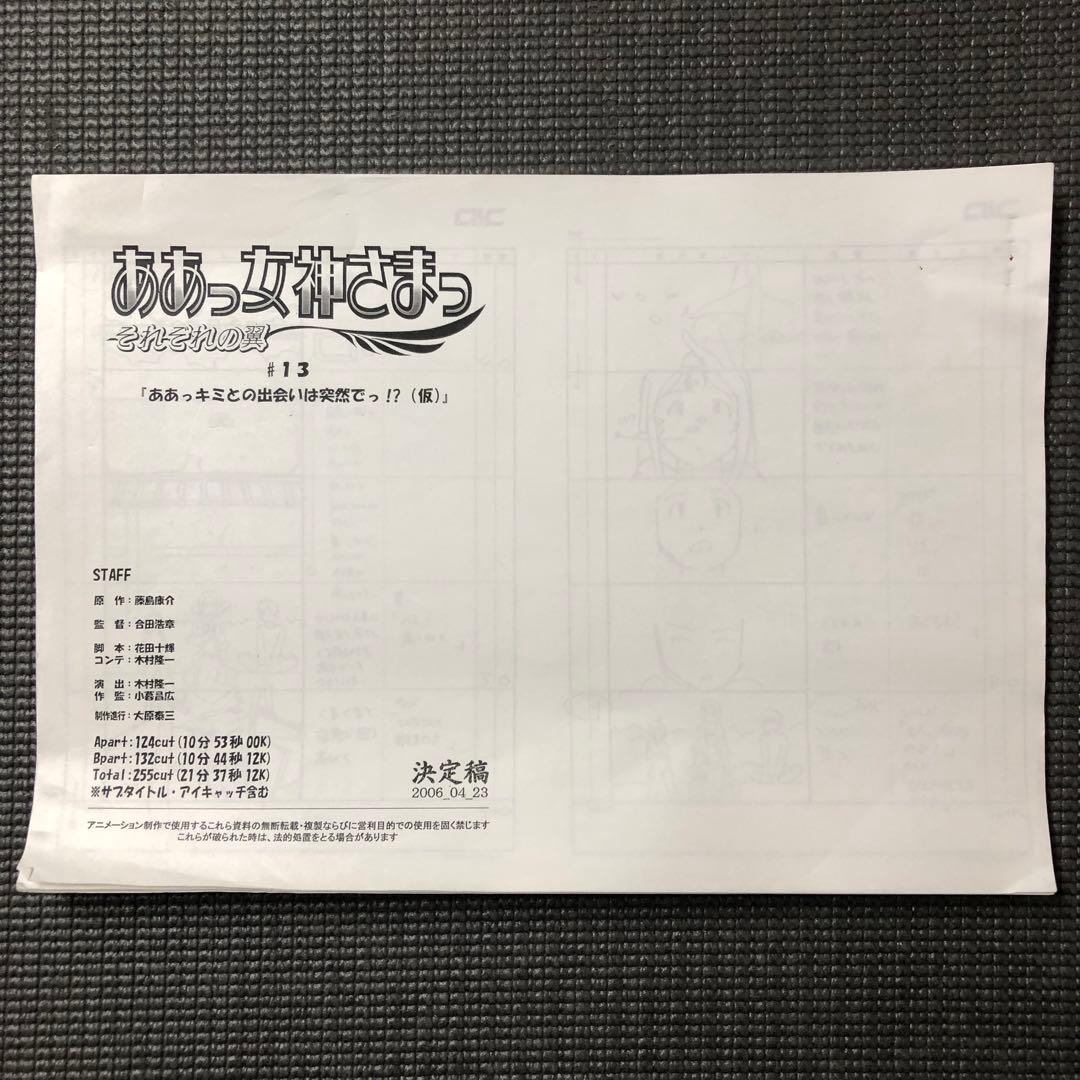 ああっ女神さまっ
それぞれの翼
#13
『ああっキミとの出会いは突然でっ!?（仮）』
STAFF
原　作：藤島康介
監　督：合田浩章
脚　本：花田十輝
コンテ：木村隆一
演　出：木村隆一
作　監：小暮昌広
制作進行：大原泰三
Apart:124cut(10分53秒00K)
Bpart:132cut(10分44秒12K)
Total:255cut(21分37秒12K)
※サブタイトル・アイキャッチ含む
決定稿
2006_04_23
アニメーション制作で使用するこれら資料の無断転載・複製ならびに営利目的での使用を固く禁じます
これらが破られた時は、法的処置をとる場合があります